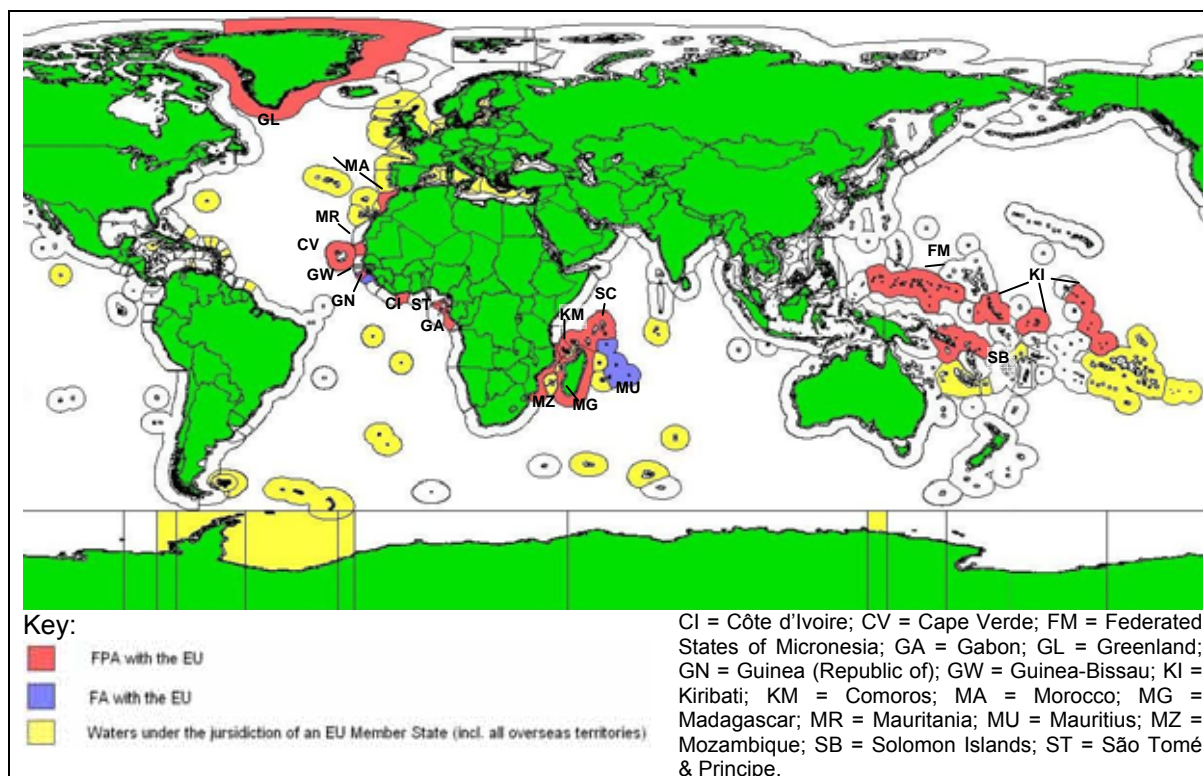 GL
MA
MR
CV
FM
GW
KI
GN
CI ST
SC
GA
KM
SB
MU
MZ
MG
Key:
FPA with the EU
FA with the EU
Waters under the jursidiction of an EU Member State (incl. all overseas territories)
CI = Côte d'Ivoire; CV = Cape Verde; FM = Federated
States of Micronesia; GA = Gabon; GL = Greenland;
GN = Guinea (Republic of); GW = Guinea-Bissau; KI =
Kiribati; KM = Comoros; MA = Morocco; MG =
Madagascar; MR = Mauritania; MU = Mauritius; MZ =
Mozambique; SB = Solomon Islands; ST = São Tomé
& Principe.